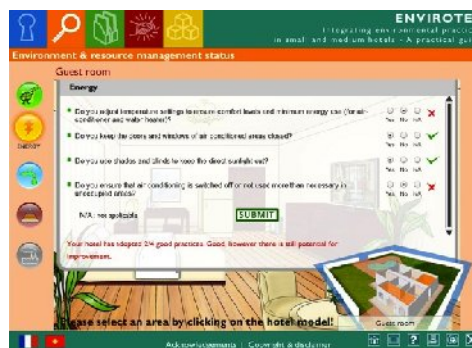 ENVIROTE
Integrating environmental practic
in small and medium hotels - A practical gui
Environment & resource management status
Guest room
Energy
Do you adjust temperature settings to ensure comfort levels and minimum energy use (for air-
conditioner and water heater)?
Yes No N/A
Do you keep the doors and windows of air conditioned areas closed?
Yes No N/A
Do you use shades and blinds to keep the direct sunlight out?
Yes No N/A
Do you ensure that air conditioning is switched off or not used more than necessary in
unoccupied areas?
Yes No N/A
N/A : not applicable
SUBMIT
Your hotel has adopted 2/4 good practices. Good, however there is still potential for
improvement.
ENERGY
Please select an area by clicking on the hotel model!
Guest room
Acknowledgements | Copyright & disclaimer
?